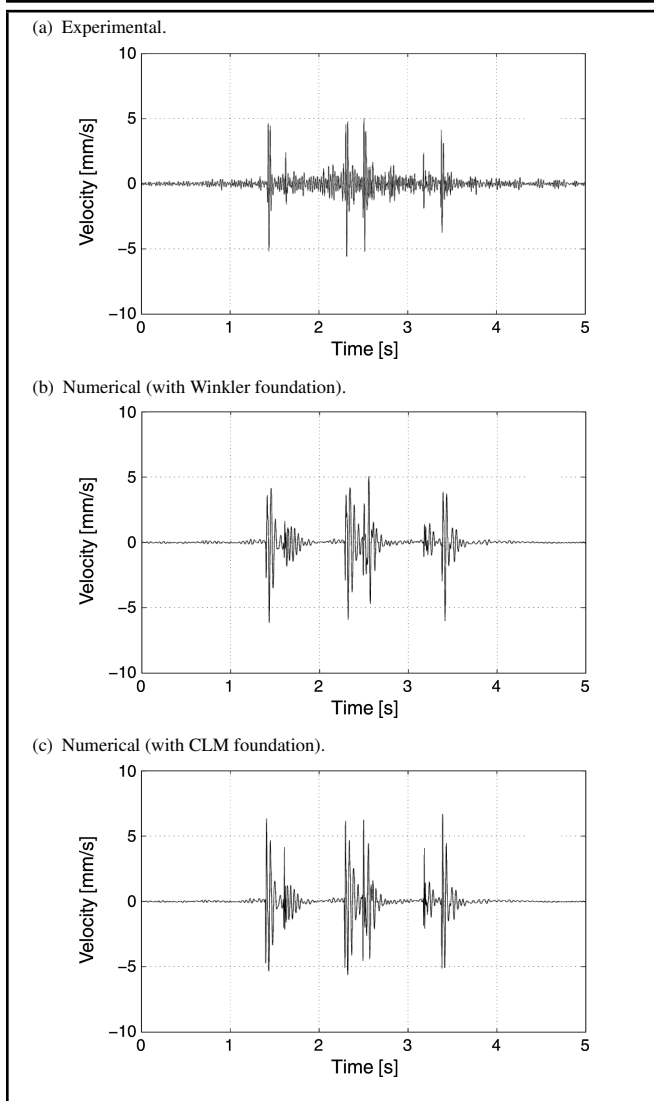 (a) Experimental.
10
5
0
−5
−10
Velocity [mm/s]
0 1 2 3 4 5
Time [s]
(b) Numerical (with Winkler foundation).
10
5
0
−5
−10
Velocity [mm/s]
0 1 2 3 4 5
Time [s]
(c) Numerical (with CLM foundation).
10
5
0
−5
−10
Velocity [mm/s]
0 1 2 3 4 5
Time [s]